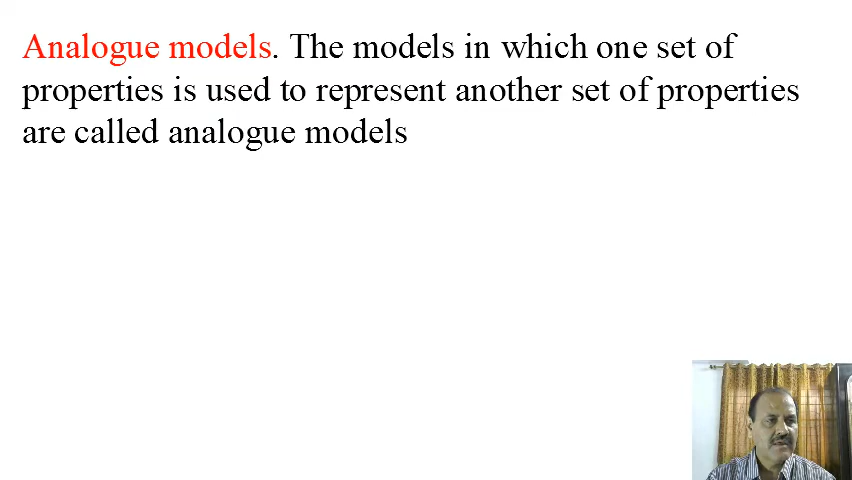 Analogue models. The models in which one set of
properties is used to represent another set of properties
are called analogue models